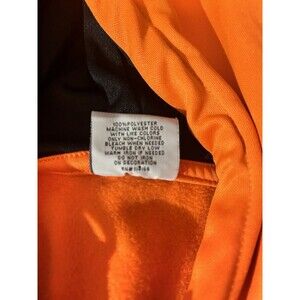 100%POLYESTER
MACHINE WASH COLD
WITH LIKE COLORS
ONLY NON-CHLORINE
BLEACH WHEN NEEDED
TUMBLE DRY LOW
WARM IRON IF NEEDED
DO NOT IRON
ON DECORATION